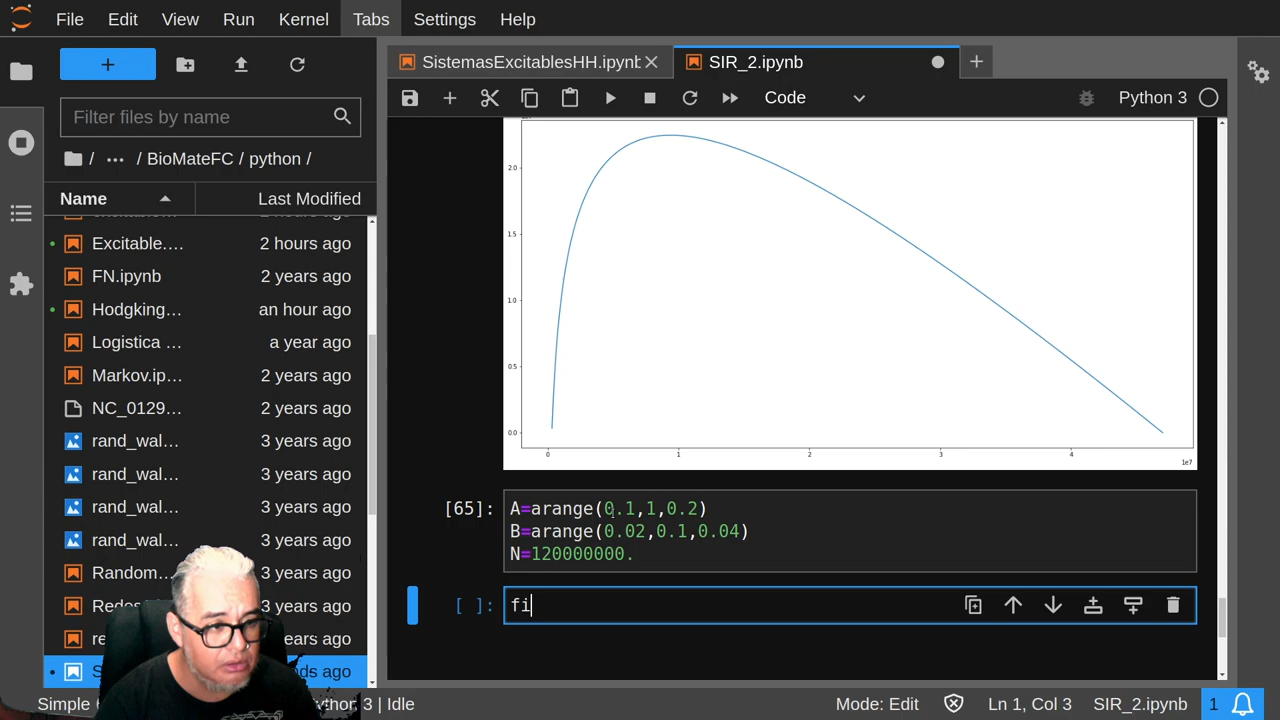 File Edit View Run Kernel Tabs Settings Help
SistemasExcitablesHH.ipynb
SIR_2.ipynb
Code
Python 3
Filter files by name
/ ... / BioMateFC / python /
Name
Last Modified
Excitable.... 2 hours ago
FN.ipynb 2 years ago
Hodgking... an hour ago
Logistica ... a year ago
Markov.ip... 2 years ago
NC_0129... 2 years ago
rand_wal... 3 years ago
rand_wal... 3 years ago
rand_wal... 3 years ago
rand_wal... 3 years ago
Random... 3 years ago
2.0
1.5
1.0
0.5
0.0
0 1 2 3 4
1e7
[65]: A=arange(0.1,1,0.2)
B=arange(0.02,0.1,0.04)
N=120000000.
[ ]: fi
Simple
| Idle
Mode: Edit
Ln 1, Col 3
SIR_2.ipynb
1